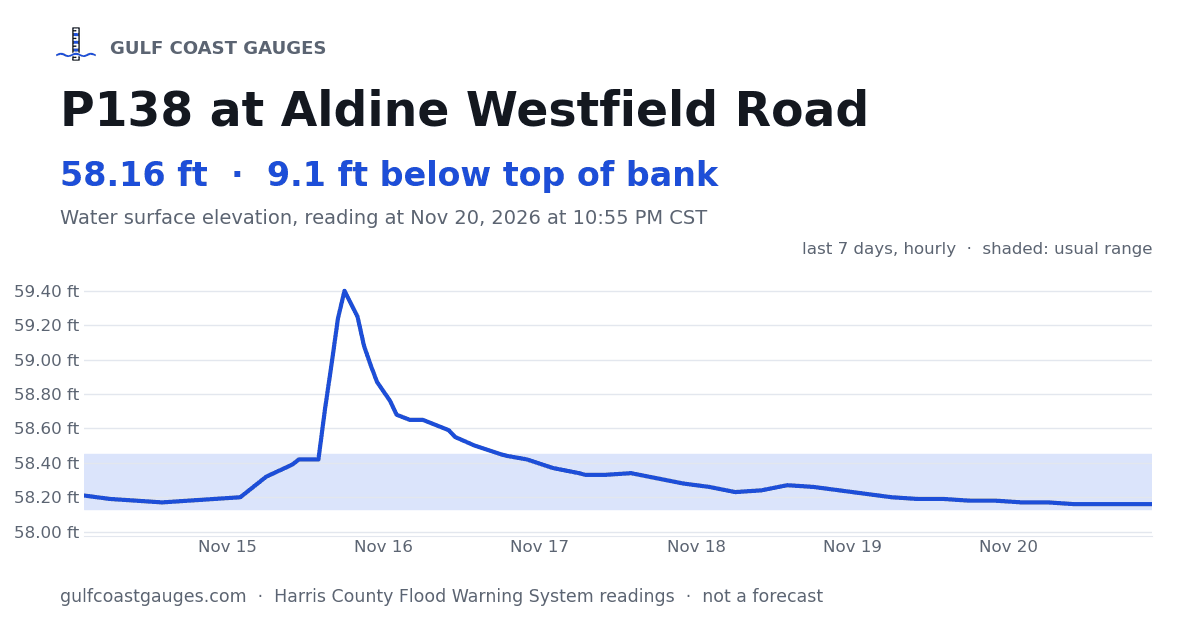 GULF COAST GAUGES
P138 at Aldine Westfield Road
58.16 ft · 9.1 ft below top of bank
Water surface elevation, reading at Nov 20, 2026 at 10:55 PM CST
last 7 days, hourly · shaded: usual range
59.40 ft
59.20 ft
59.00 ft
58.80 ft
58.60 ft
58.40 ft
58.20 ft
58.00 ft
Nov 15 Nov 16 Nov 17 Nov 18 Nov 19 Nov 20
gulfcoastgauges.com · Harris County Flood Warning System readings · not a forecast